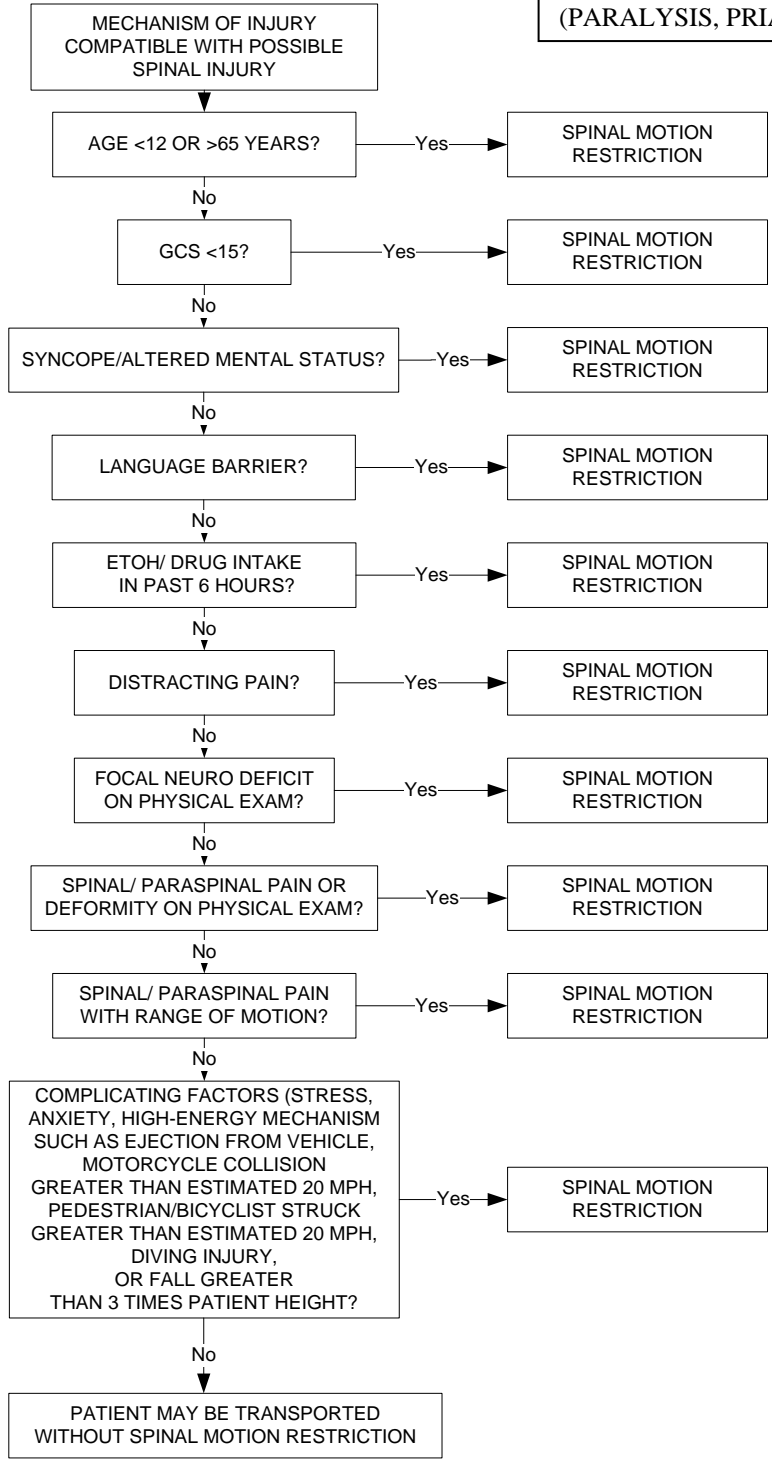 (PARALYSIS, PRIA
MECHANISM OF INJURY
COMPATIBLE WITH POSSIBLE
SPINAL INJURY
AGE <12 OR >65 YEARS?
Yes
SPINAL MOTION
RESTRICTION
No
GCS <15?
Yes
SPINAL MOTION
RESTRICTION
No
SYNCOPE/ALTERED MENTAL STATUS?
Yes
SPINAL MOTION
RESTRICTION
No
LANGUAGE BARRIER?
Yes
SPINAL MOTION
RESTRICTION
No
ETOH/ DRUG INTAKE
IN PAST 6 HOURS?
Yes
SPINAL MOTION
RESTRICTION
No
DISTRACTING PAIN?
Yes
SPINAL MOTION
RESTRICTION
No
FOCAL NEURO DEFICIT
ON PHYSICAL EXAM?
Yes
SPINAL MOTION
RESTRICTION
No
SPINAL/ PARASPINAL PAIN OR
DEFORMITY ON PHYSICAL EXAM?
Yes
SPINAL MOTION
RESTRICTION
No
SPINAL/ PARASPINAL PAIN
WITH RANGE OF MOTION?
Yes
SPINAL MOTION
RESTRICTION
No
COMPLICATING FACTORS (STRESS,
ANXIETY, HIGH-ENERGY MECHANISM
SUCH AS EJECTION FROM VEHICLE,
MOTORCYCLE COLLISION
GREATER THAN ESTIMATED 20 MPH,
PEDESTRIAN/BICYCLIST STRUCK
GREATER THAN ESTIMATED 20 MPH,
DIVING INJURY,
OR FALL GREATER
THAN 3 TIMES PATIENT HEIGHT?
Yes
SPINAL MOTION
RESTRICTION
No
PATIENT MAY BE TRANSPORTED
WITHOUT SPINAL MOTION RESTRICTION